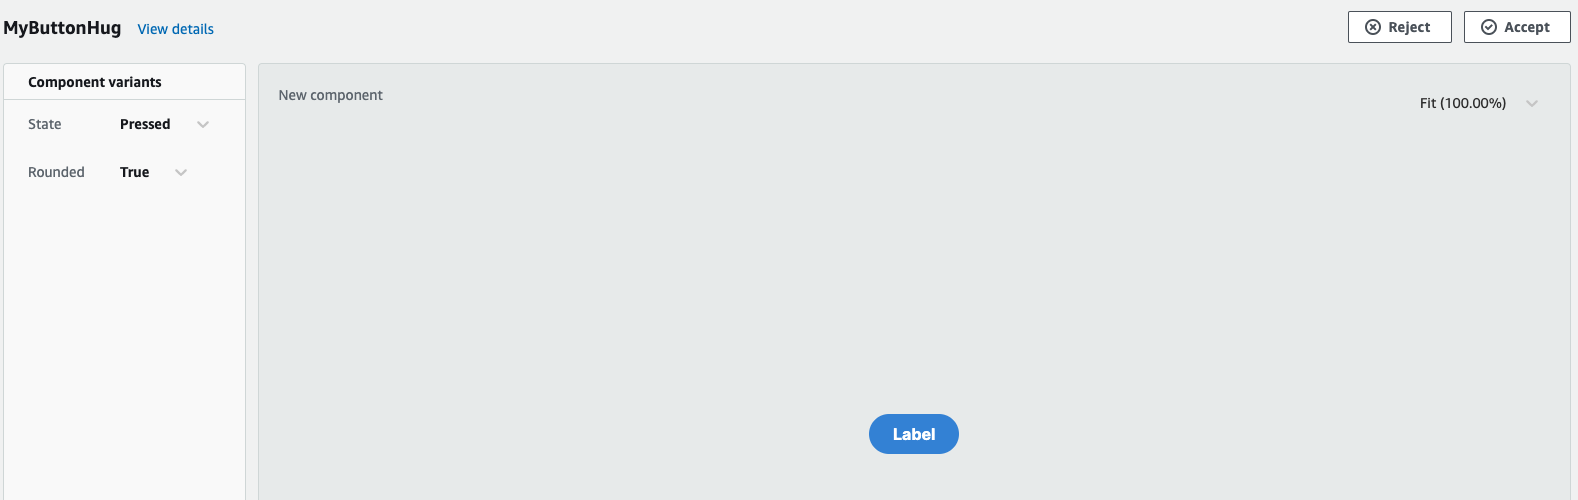 MyButtonHug View details
Reject Accept
Component variants
State Pressed
Rounded True
New component
Fit (100.00%)
Label